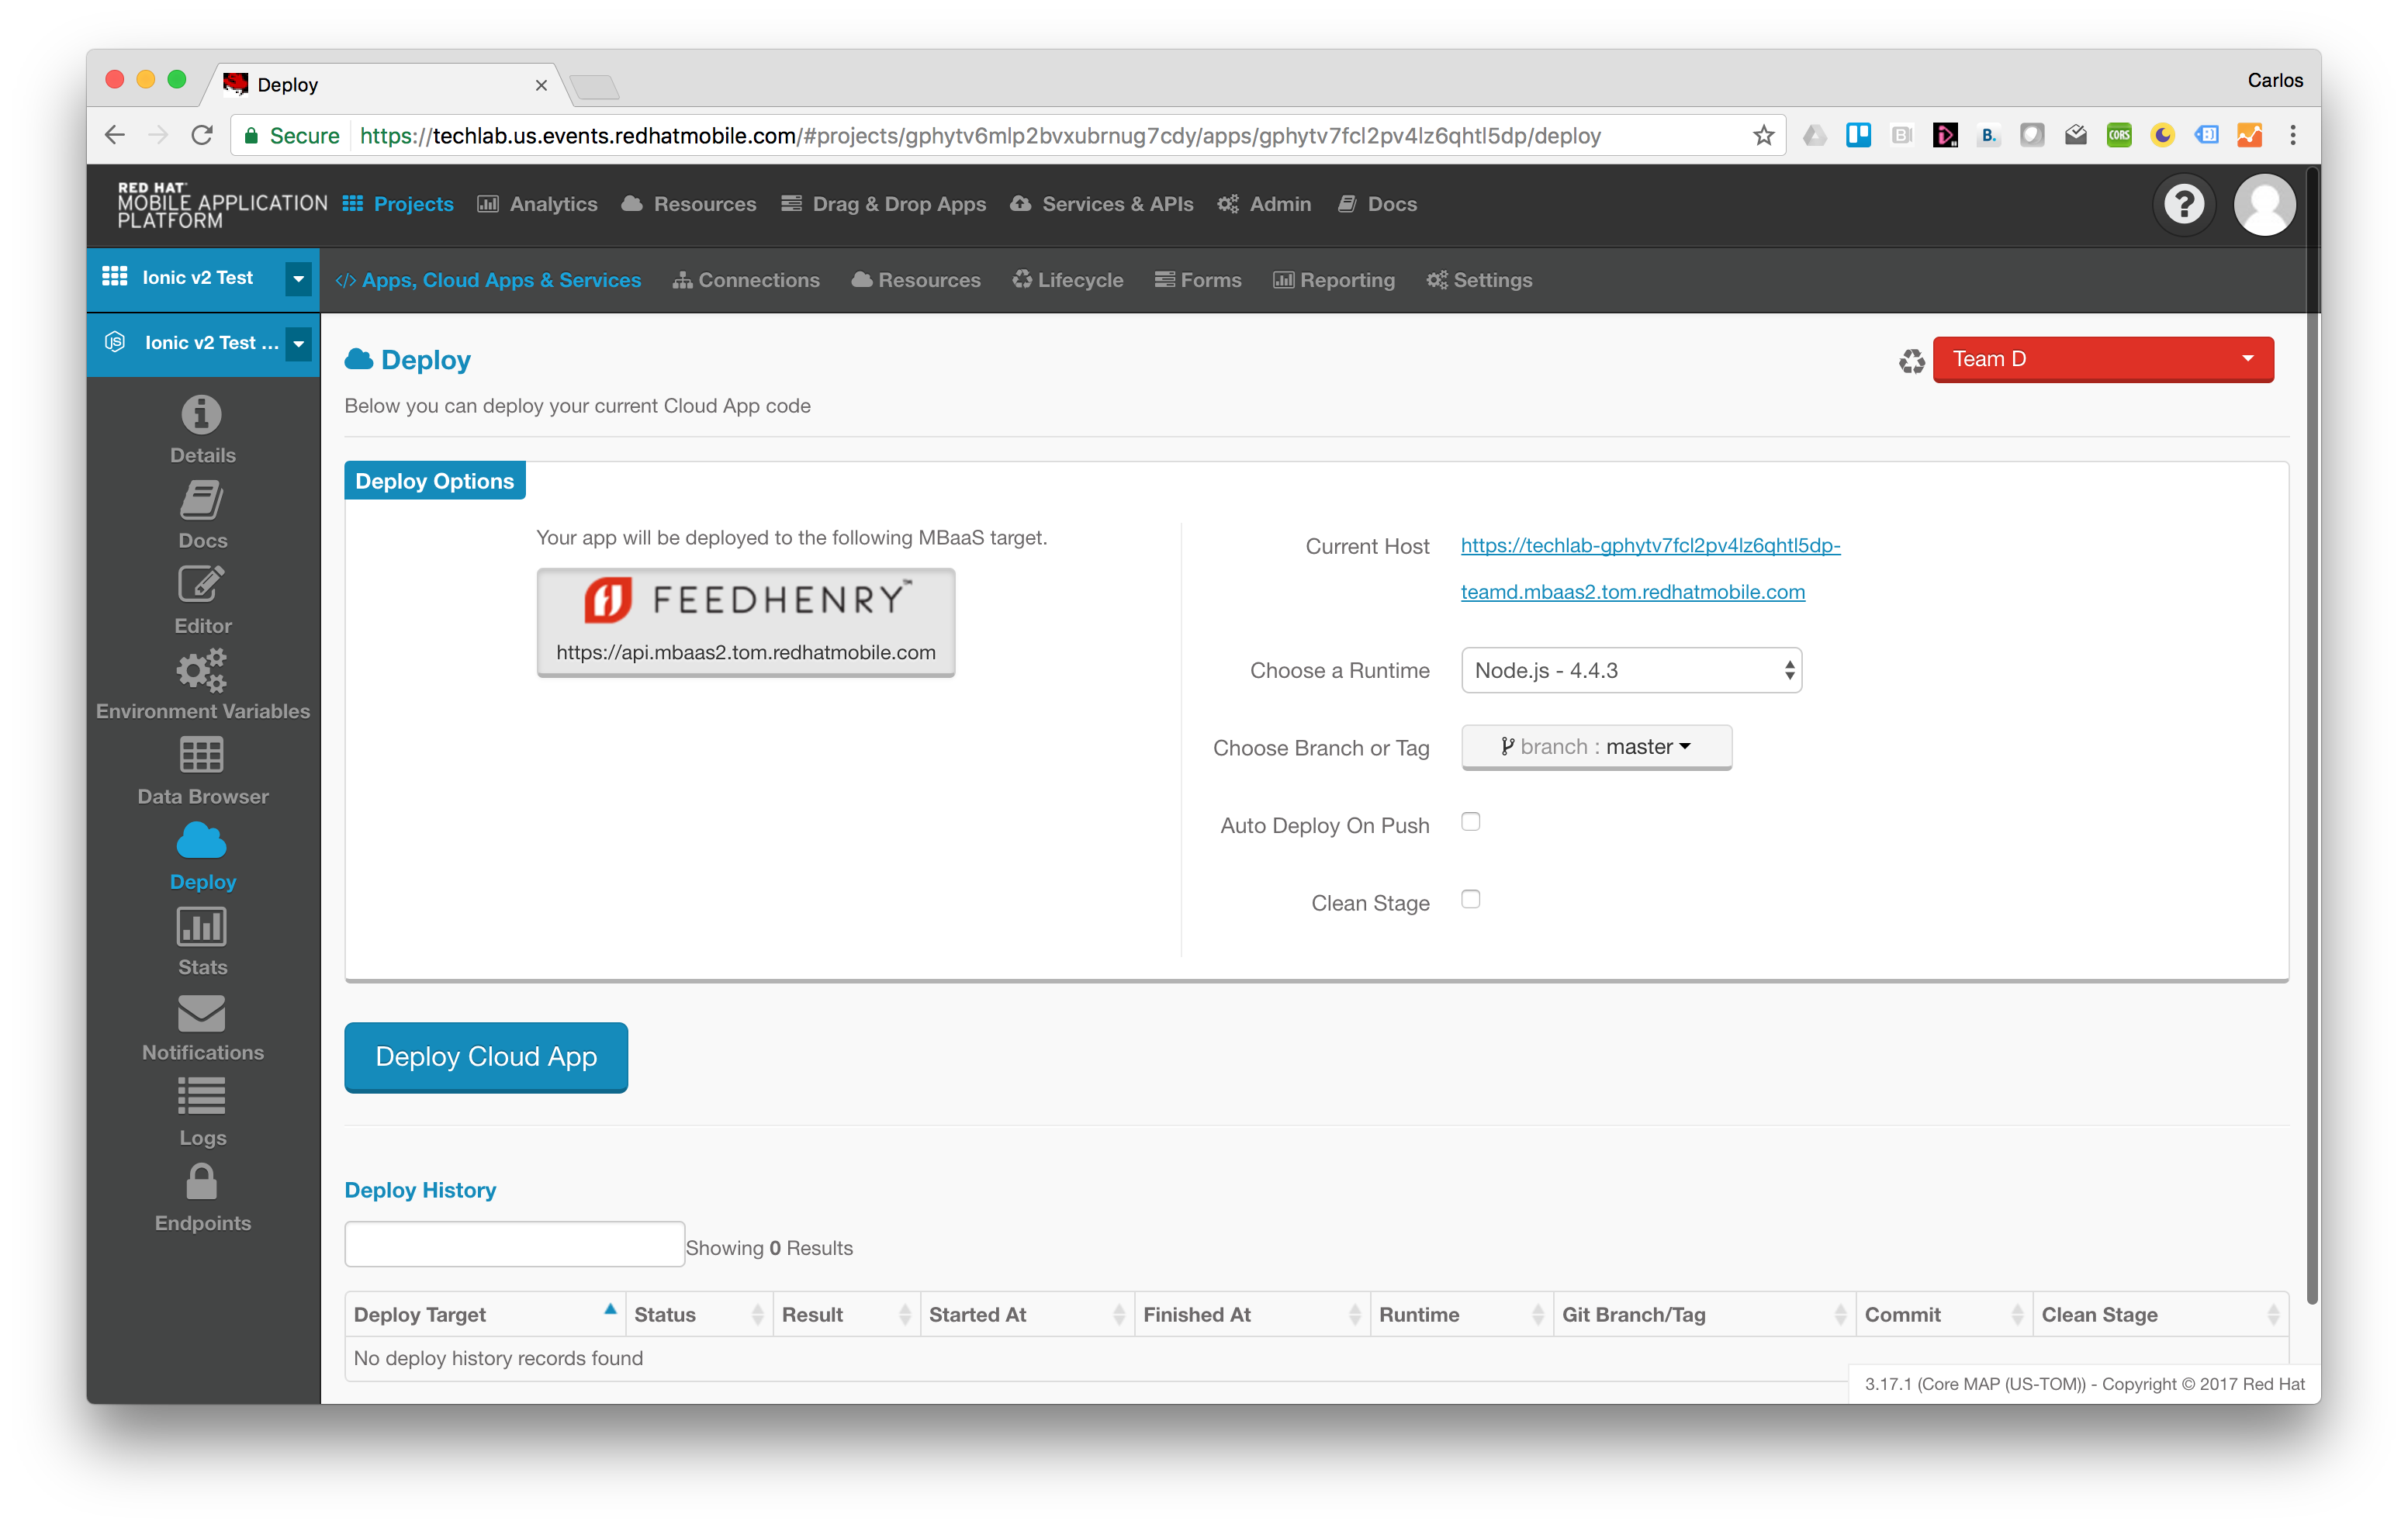 Deploy
Carlos
Secure https://techlab.us.events.redhatmobile.com/#projects/gphytv6mlp2bvxubrnug7cdy/apps/gphytv7fcl2pv4lz6qhtl5dp/deploy
B.
CORS
RED HAT
MOBILE APPLICATION
PLATFORM
Projects Analytics Resources Drag & Drop Apps Services & APIs Admin Docs
?
Ionic v2 Test
Apps, Cloud Apps & Services Connections Resources Lifecycle Forms Reporting Settings
JS Ionic v2 Test ...
Details
Docs
Editor
Environment Variables
Data Browser
Deploy
Stats
Notifications
Logs
Endpoints
Deploy
Team D
Below you can deploy your current Cloud App code
Deploy Options
Your app will be deployed to the following MBaaS target.
FEEDHENRY™
https://api.mbaas2.tom.redhatmobile.com
Current Host
https://techlab-gphytv7fcl2pv4lz6qhtl5dp-
teamd.mbaas2.tom.redhatmobile.com
Choose a Runtime
Node.js - 4.4.3
Choose Branch or Tag
branch : master
Auto Deploy On Push
Clean Stage
Deploy Cloud App
Deploy History
Showing 0 Results
Deploy Target Status Result Started At Finished At Runtime Git Branch/Tag Commit Clean Stage
No deploy history records found
3.17.1 (Core MAP (US-TOM)) - Copyright © 2017 Red Hat